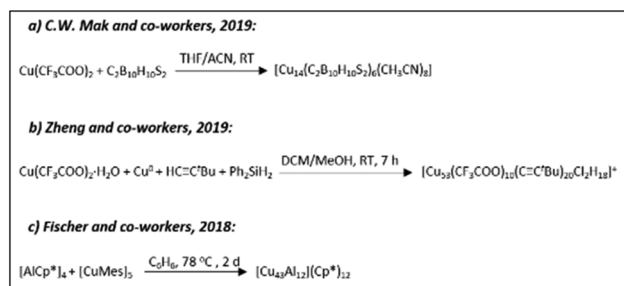 a) C.W. Mak and co-workers, 2019:
THF/ACN, RT
Cu(CF₃COO)₂ + C₂B₁₀H₁₀S₂ → [Cu₁₄(C₂B₁₀H₁₀S₂)₆(CH₃CN)₈]
b) Zheng and co-workers, 2019:
DCM/MeOH, RT, 7 h
Cu(CF₃COO)₂·H₂O + Cu⁰ + HC≡CᵗBu + Ph₂SiH₂ → [Cu₅₃(CF₃COO)₁₀(C≡CᵗBu)₂₀Cl₂H₁₈]⁺
c) Fischer and co-workers, 2018:
C₆H₆, 78 °C, 2 d
[AlCp*]₄ + [CuMes]₅ → [Cu₄₃Al₁₂](Cp*)₁₂